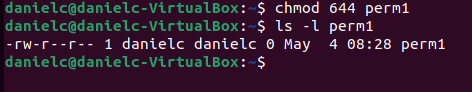 danielc@danielc-VirtualBox:~$ chmod 644 perm1
danielc@danielc-VirtualBox:~$ ls -l perm1
-rw-r--r-- 1 danielc danielc 0 May  4 08:28 perm1
danielc@danielc-VirtualBox:~$